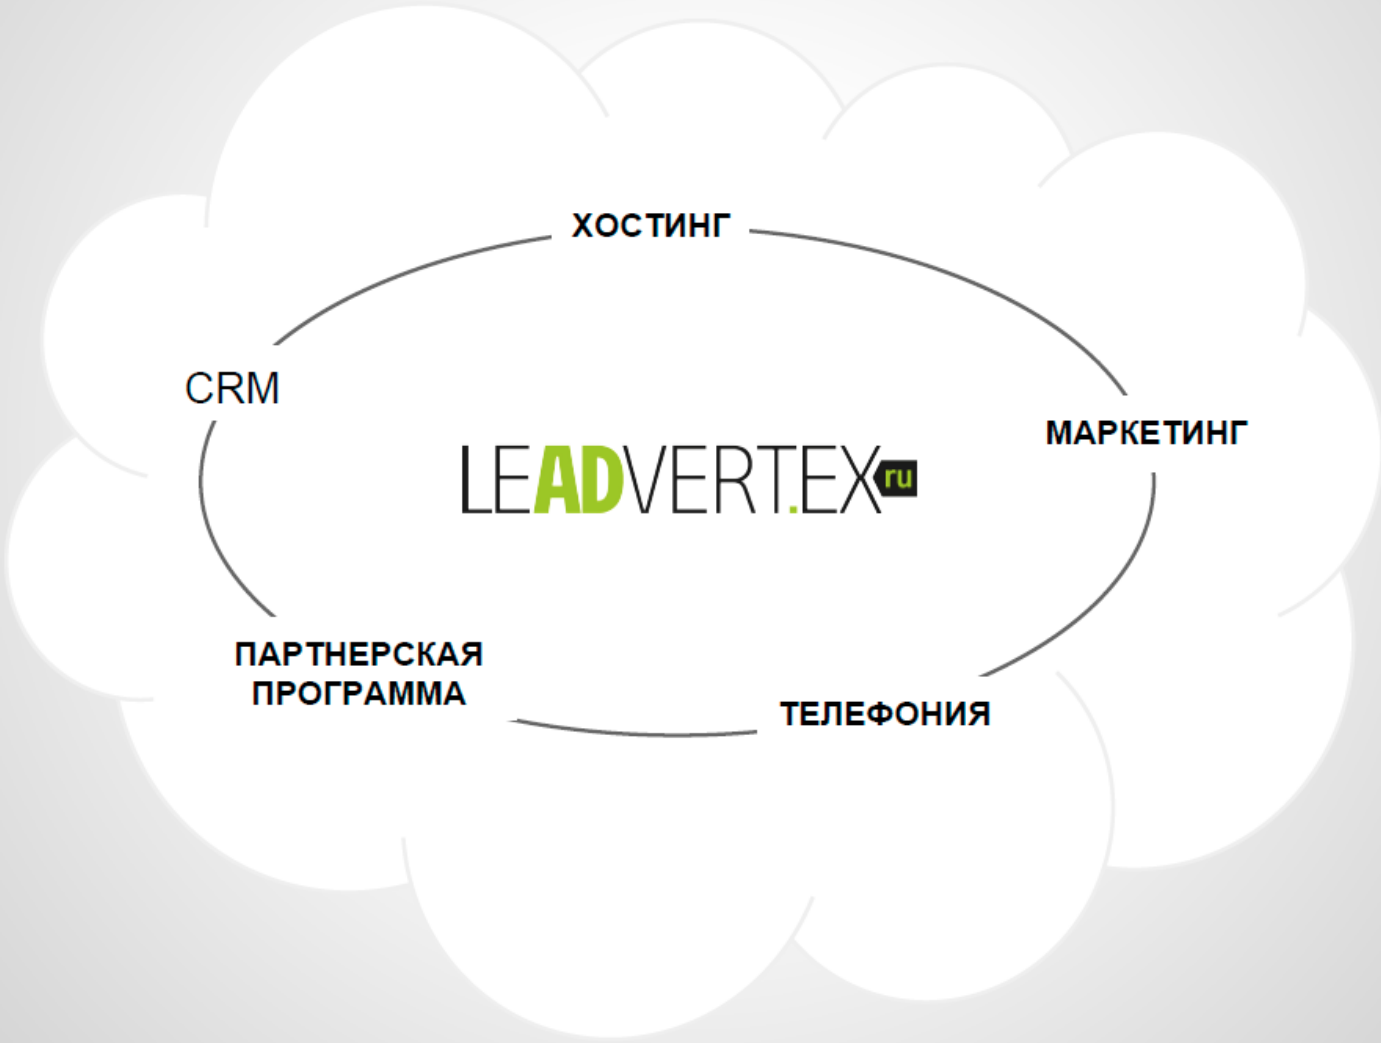 ХОСТИНГ
CRM
МАРКЕТИНГ
LEADVERT.EX ru
ПАРТНЕРСКАЯ
ПРОГРАММА
ТЕЛЕФОНИЯ